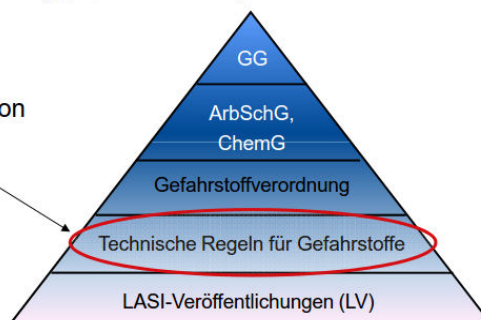 GG
ArbSchG,
ChemG
on
Gefahrstoffverordnung
Technische Regeln für Gefahrstoffe
LASI-Veröffentlichungen (LV)